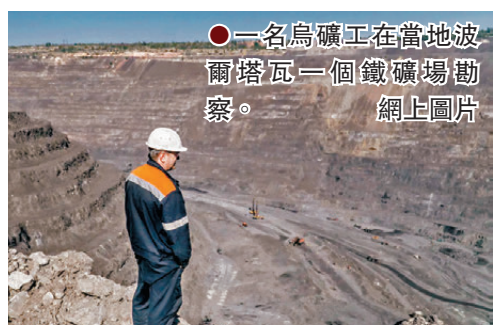 ●一名烏礦工在當地波
爾塔瓦一個鐵礦場勘
察。 網上圖片